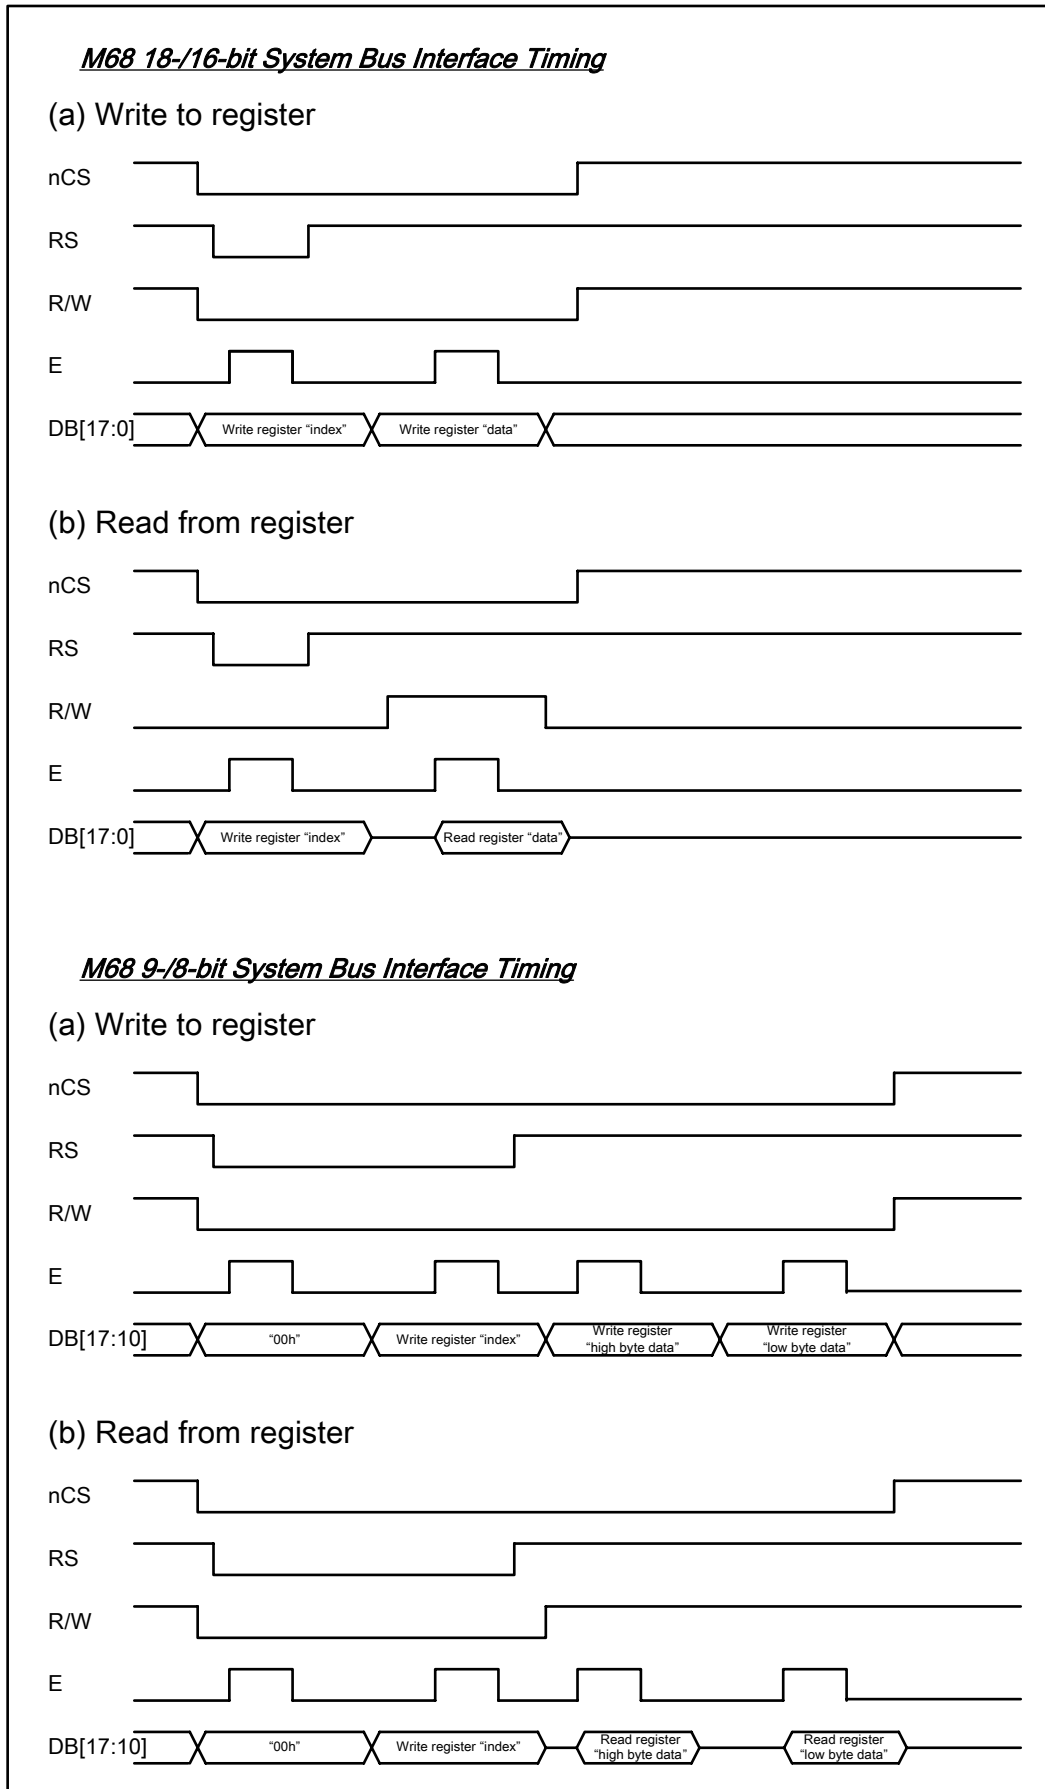 M68 18-/16-bit System Bus Interface Timing
(a) Write to register
nCS
RS
R/W
E
DB[17:0]
Write register “index”
Write register “data”
(b) Read from register
nCS
RS
R/W
E
DB[17:0]
Write register “index”
Read register “data”
M68 9-/8-bit System Bus Interface Timing
(a) Write to register
nCS
RS
R/W
E
DB[17:10]
“00h”
Write register “index”
Write register
“high byte data”
Write register
“low byte data”
(b) Read from register
nCS
RS
R/W
E
DB[17:10]
“00h”
Write register “index”
Read register
“high byte data”
Read register
“low byte data”